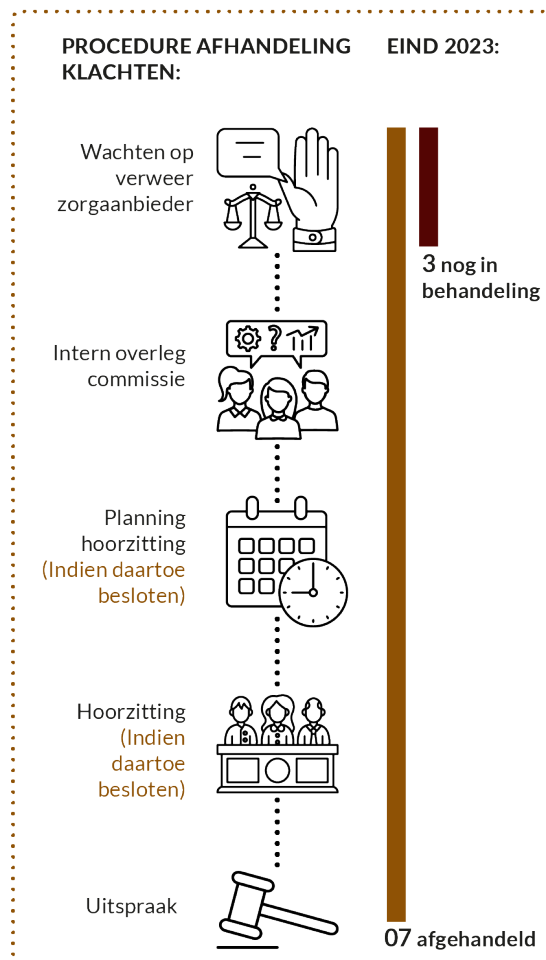 PROCEDURE AFHANDELING
KLACHTEN:
EIND 2023:
Wachten op
verweer
zorgaanbieder
3 nog in
behandeling
Intern overleg
commissie
?
Planning
hoorzitting
(Indien daartoe
besloten)
Hoorzitting
(Indien
daartoe
besloten)
Uitspraak
07 afgehandeld